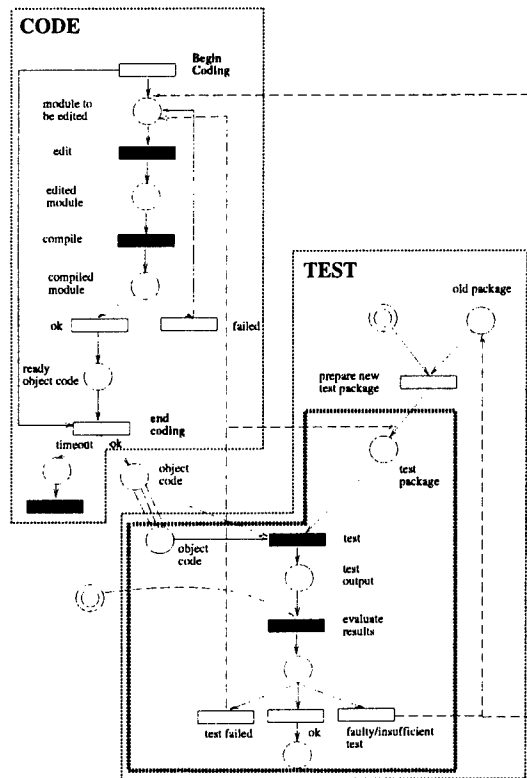 CODE
Begin
Coding
module to
be edited
edit
edited
module
compile
compiled
module
ok
failed
ready
object code
end
coding
timeout
ok
object
code
object
code
TEST
old package
prepare new
test package
test
package
test
test
output
evaluate
results
test failed
ok
faulty/insufficient
test